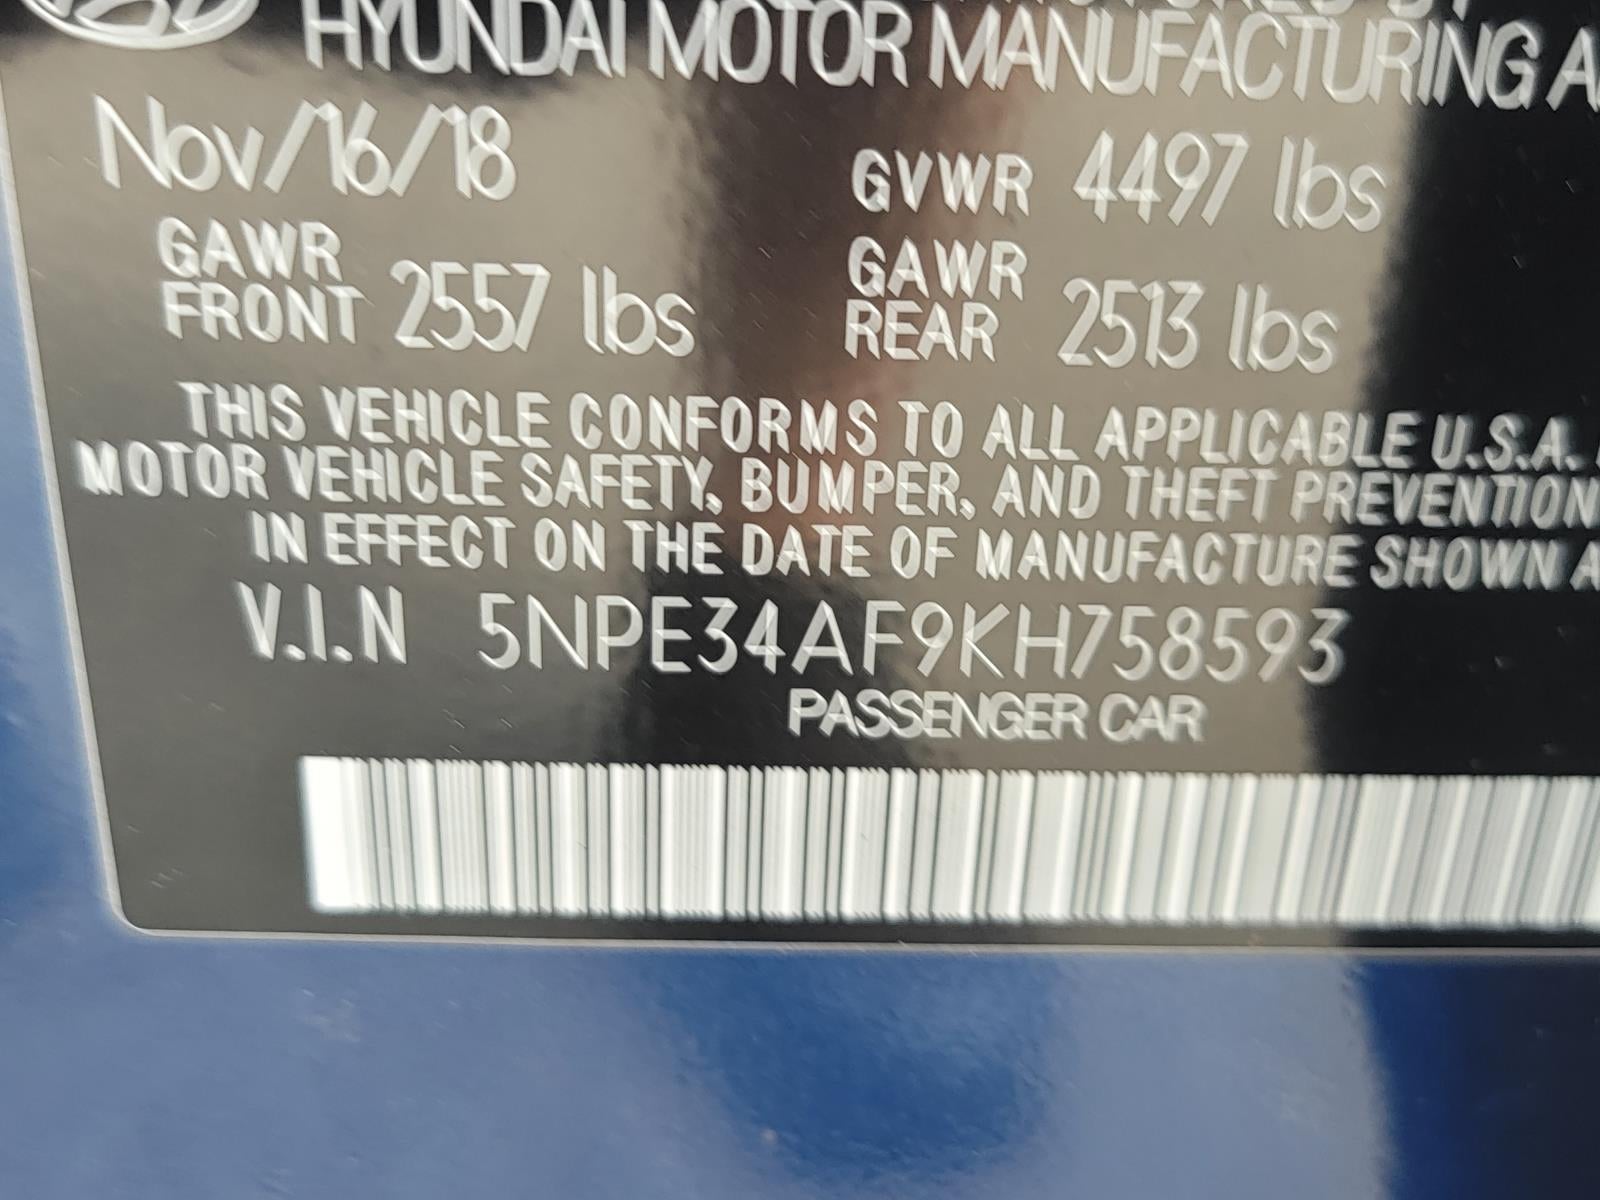 HYUNDAI MOTOR MANUFACTURING
Nov/16/18 GVWR 4497 lbs
GAWR FRONT 2557 lbs GAWR REAR 2513 lbs
THIS VEHICLE CONFORMS TO ALL APPLICABLE U.S.A.
MOTOR VEHICLE SAFETY, BUMPER, AND THEFT PREVENTION
IN EFFECT ON THE DATE OF MANUFACTURE SHOWN
V.I.N 5NPE34AF9KH758593
PASSENGER CAR